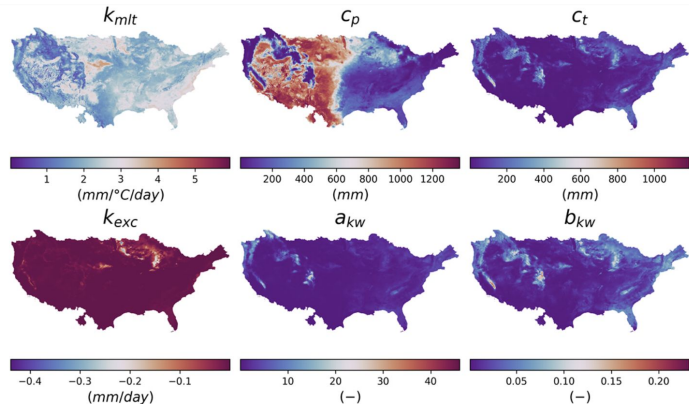 k_mlt c_p c_t
1 2 3 4 5 200 400 600 800 1000 1200 200 400 600 800 1000
(mm/°C/day) (mm) (mm)
k_exc a_kw b_kw
−0.4 −0.3 −0.2 −0.1 10 20 30 40 0.05 0.10 0.15 0.20
(mm/day) (−) (−)